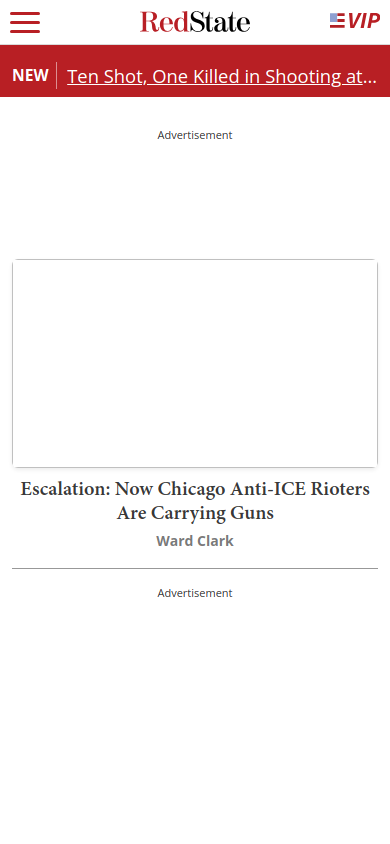 RedState
VIP
NEW
Ten Shot, One Killed in Shooting at...
Advertisement
Escalation: Now Chicago Anti-ICE Rioters
Are Carrying Guns
Ward Clark
Advertisement